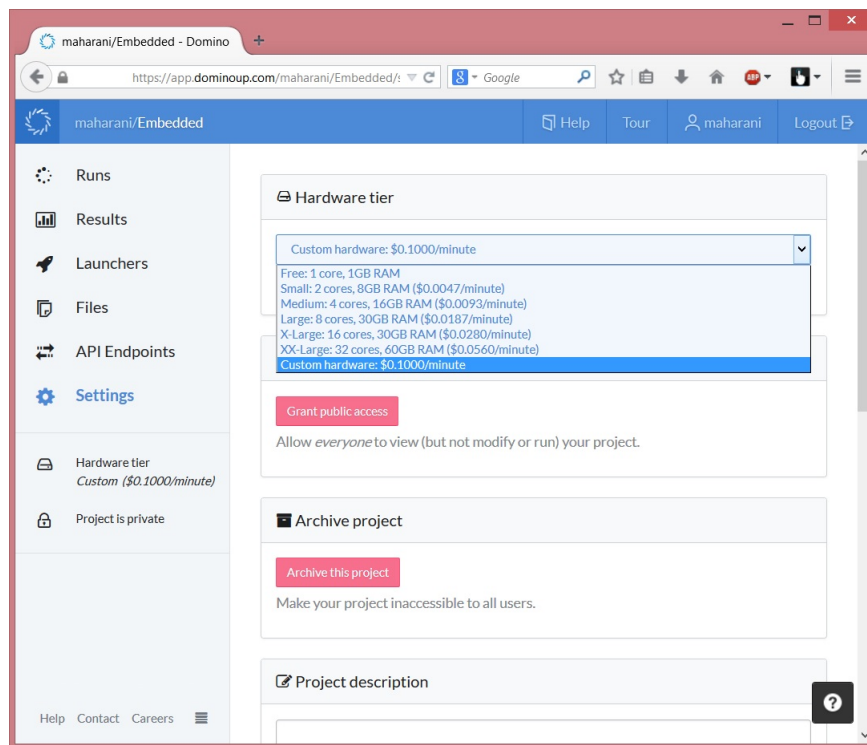 maharani/Embedded - Domino
https://app.dominoup.com/maharani/Embedded/s
Google
ABP
maharani/Embedded
Help
Tour
maharani
Logout
Runs
Results
Launchers
Files
API Endpoints
Settings
Hardware tier
Custom ($0.1000/minute)
Project is private
Help Contact Careers
Hardware tier
Custom hardware: $0.1000/minute
Free: 1 core, 1GB RAM
Small: 2 cores, 8GB RAM ($0.0047/minute)
Medium: 4 cores, 16GB RAM ($0.0093/minute)
Large: 8 cores, 30GB RAM ($0.0187/minute)
X-Large: 16 cores, 30GB RAM ($0.0280/minute)
XX-Large: 32 cores, 60GB RAM ($0.0560/minute)
Custom hardware: $0.1000/minute
Grant public access
Allow everyone to view (but not modify or run) your project.
Archive project
Archive this project
Make your project inaccessible to all users.
Project description